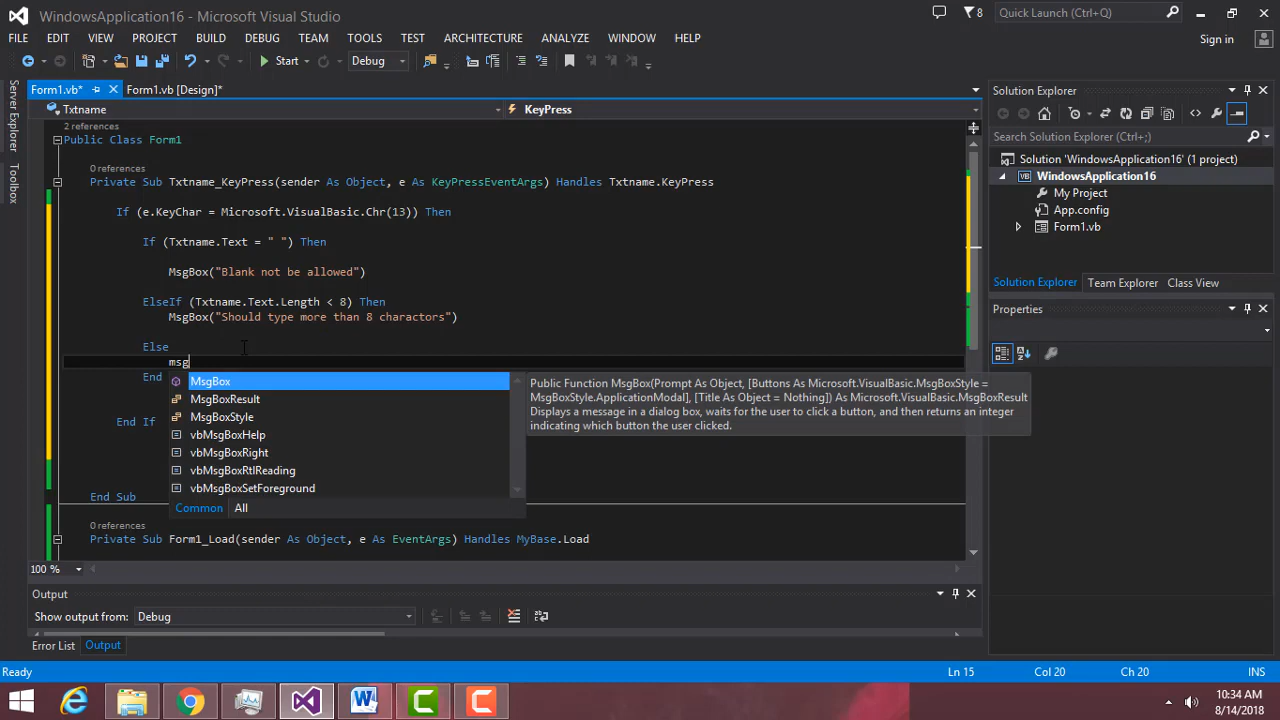 WindowsApplication16 - Microsoft Visual Studio
8
Quick Launch (Ctrl+Q)
FILE EDIT VIEW PROJECT BUILD DEBUG TEAM TOOLS TEST ARCHITECTURE ANALYZE WINDOW HELP
Sign in
Start Debug
Server Explorer
Toolbox
Form1.vb* Form1.vb [Design]*
Txtname KeyPress
2 references
Public Class Form1
0 references
Private Sub Txtname_KeyPress(sender As Object, e As KeyPressEventArgs) Handles Txtname.KeyPress
If (e.KeyChar = Microsoft.VisualBasic.Chr(13)) Then
If (Txtname.Text = " ") Then
MsgBox("Blank not be allowed")
ElseIf (Txtname.Text.Length < 8) Then
MsgBox("Should type more than 8 charactors")
Else
msg
End
MsgBox
MsgBoxResult
MsgBoxStyle
vbMsgBoxHelp
vbMsgBoxRight
vbMsgBoxRtlReading
vbMsgBoxSetForeground
Common All
Public Function MsgBox(Prompt As Object, [Buttons As Microsoft.VisualBasic.MsgBoxStyle =
MsgBoxStyle.ApplicationModal], [Title As Object = Nothing]) As Microsoft.VisualBasic.MsgBoxResult
Displays a message in a dialog box, waits for the user to click a button, and then returns an integer
indicating which button the user clicked.
End If
End Sub
0 references
Private Sub Form1_Load(sender As Object, e As EventArgs) Handles MyBase.Load
100 %
Output
Show output from: Debug
Error List Output
Solution Explorer
Search Solution Explorer (Ctrl+;)
Solution 'WindowsApplication16' (1 project)
VB WindowsApplication16
My Project
App.config
Form1.vb
Solution Explorer Team Explorer Class View
Properties
Ready
Ln 15 Col 20 Ch 20 INS
10:34 AM
8/14/2018